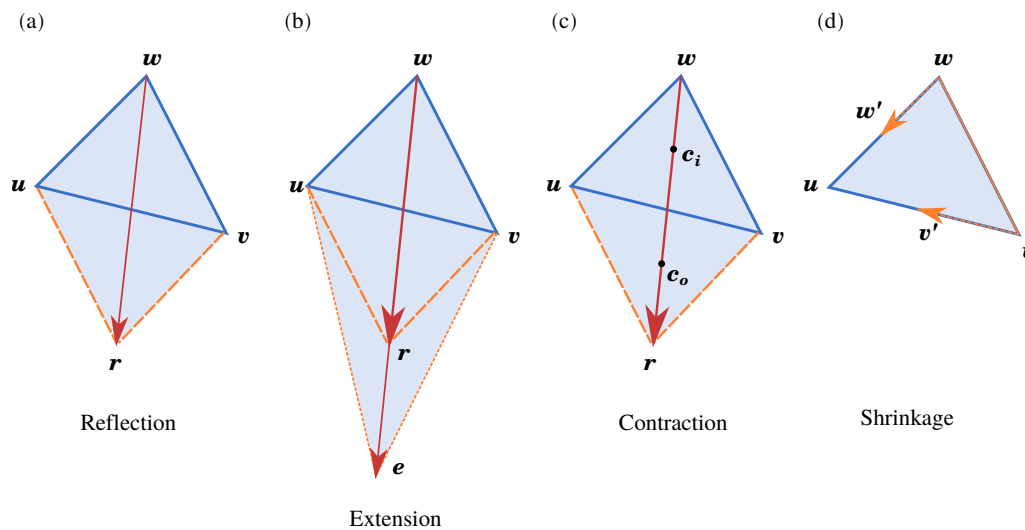 (a) (b) (c) (d)
w w w w
w'
c_i
u u u u
v v v v'
c_o
r r r
Reflection Contraction Shrinkage
e
Extension